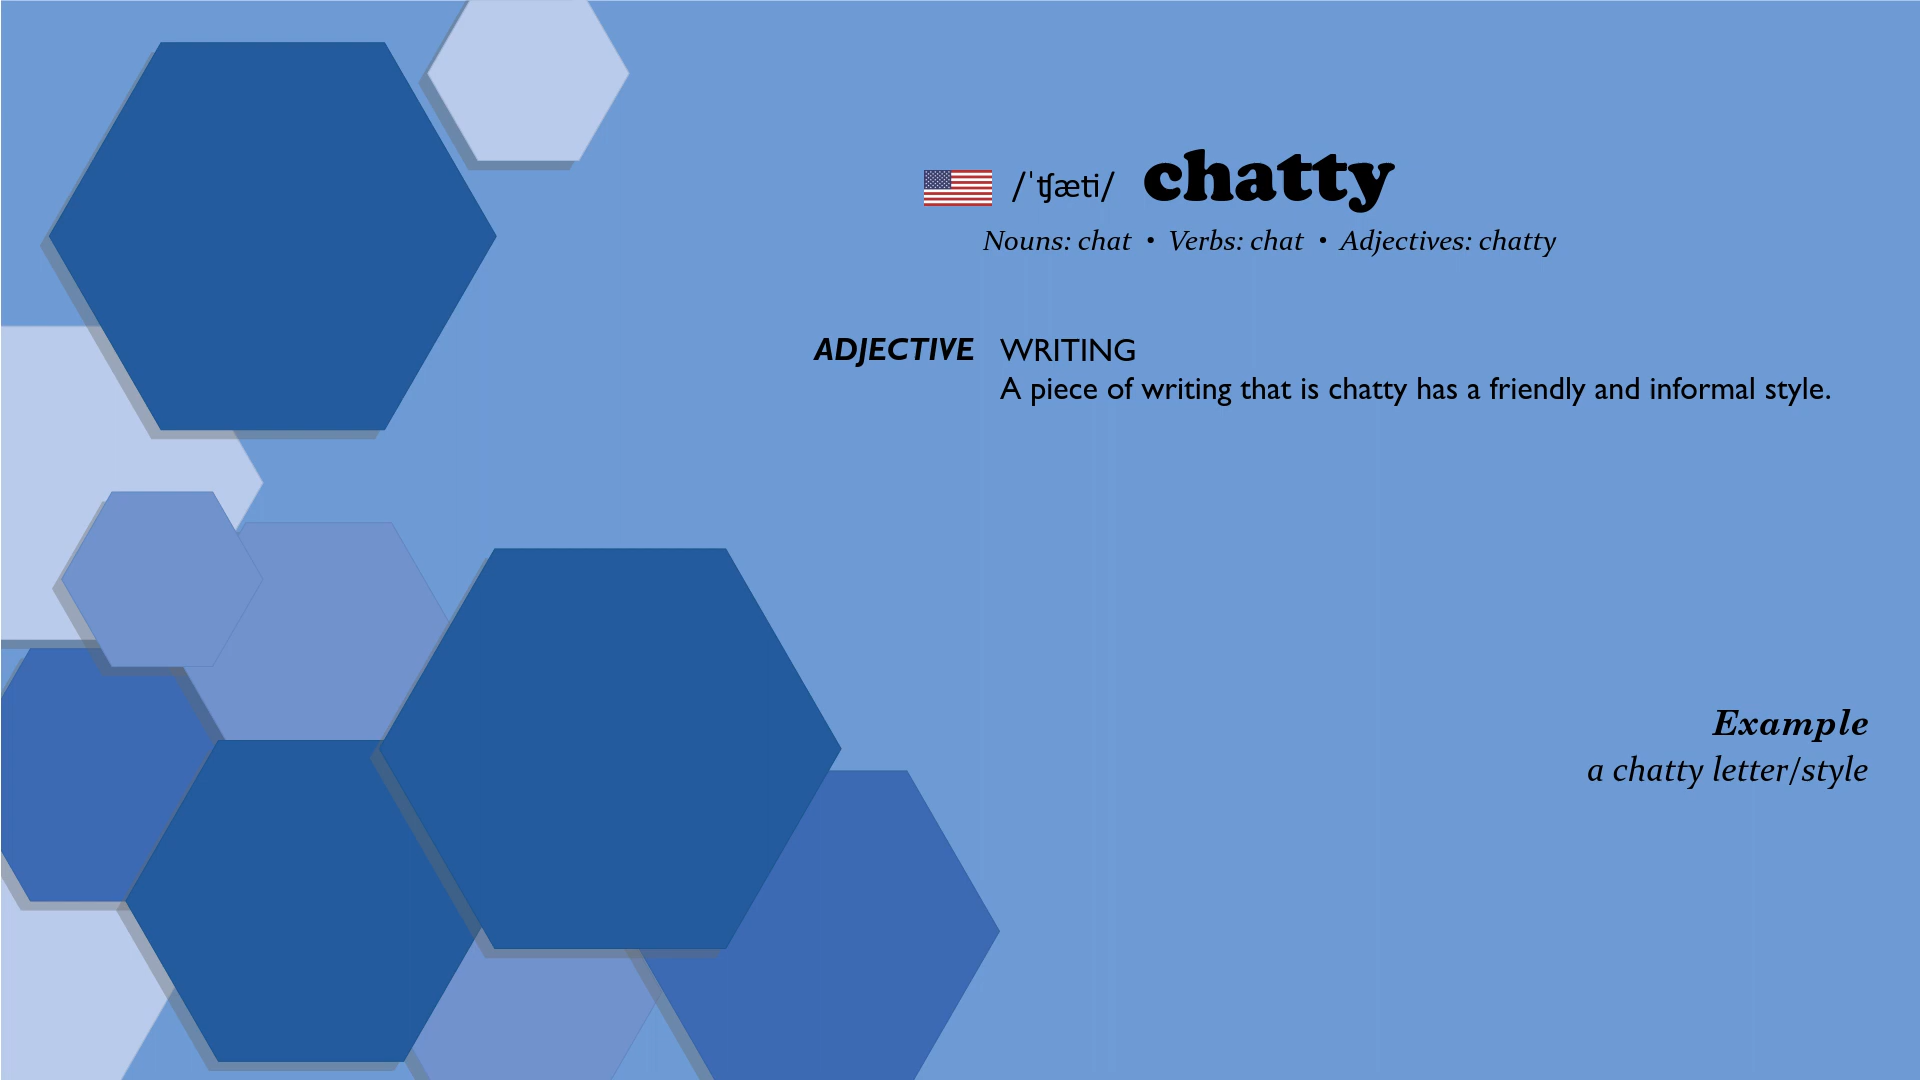 /ˈtʃæti/ chatty
Nouns: chat • Verbs: chat • Adjectives: chatty
ADJECTIVE WRITING
A piece of writing that is chatty has a friendly and informal style.
Example
a chatty letter/style